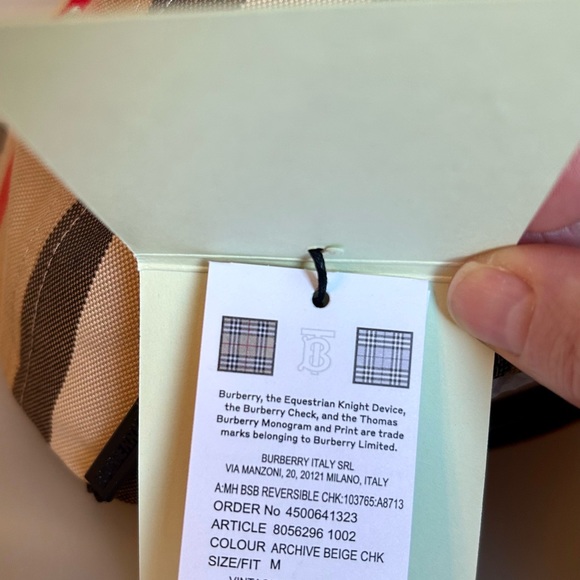 Burberry, the Equestrian Knight Device,
the Burberry Check, and the Thomas
Burberry Monogram and Print are trade
marks belonging to Burberry Limited.
BURBERRY ITALY SRL
VIA MANZONI, 20, 20121 MILANO, ITALY
A:MH BSB REVERSIBLE CHK:103765:A8713
ORDER No 4500641323
ARTICLE 8056296 1002
COLOUR ARCHIVE BEIGE CHK
SIZE/FIT M